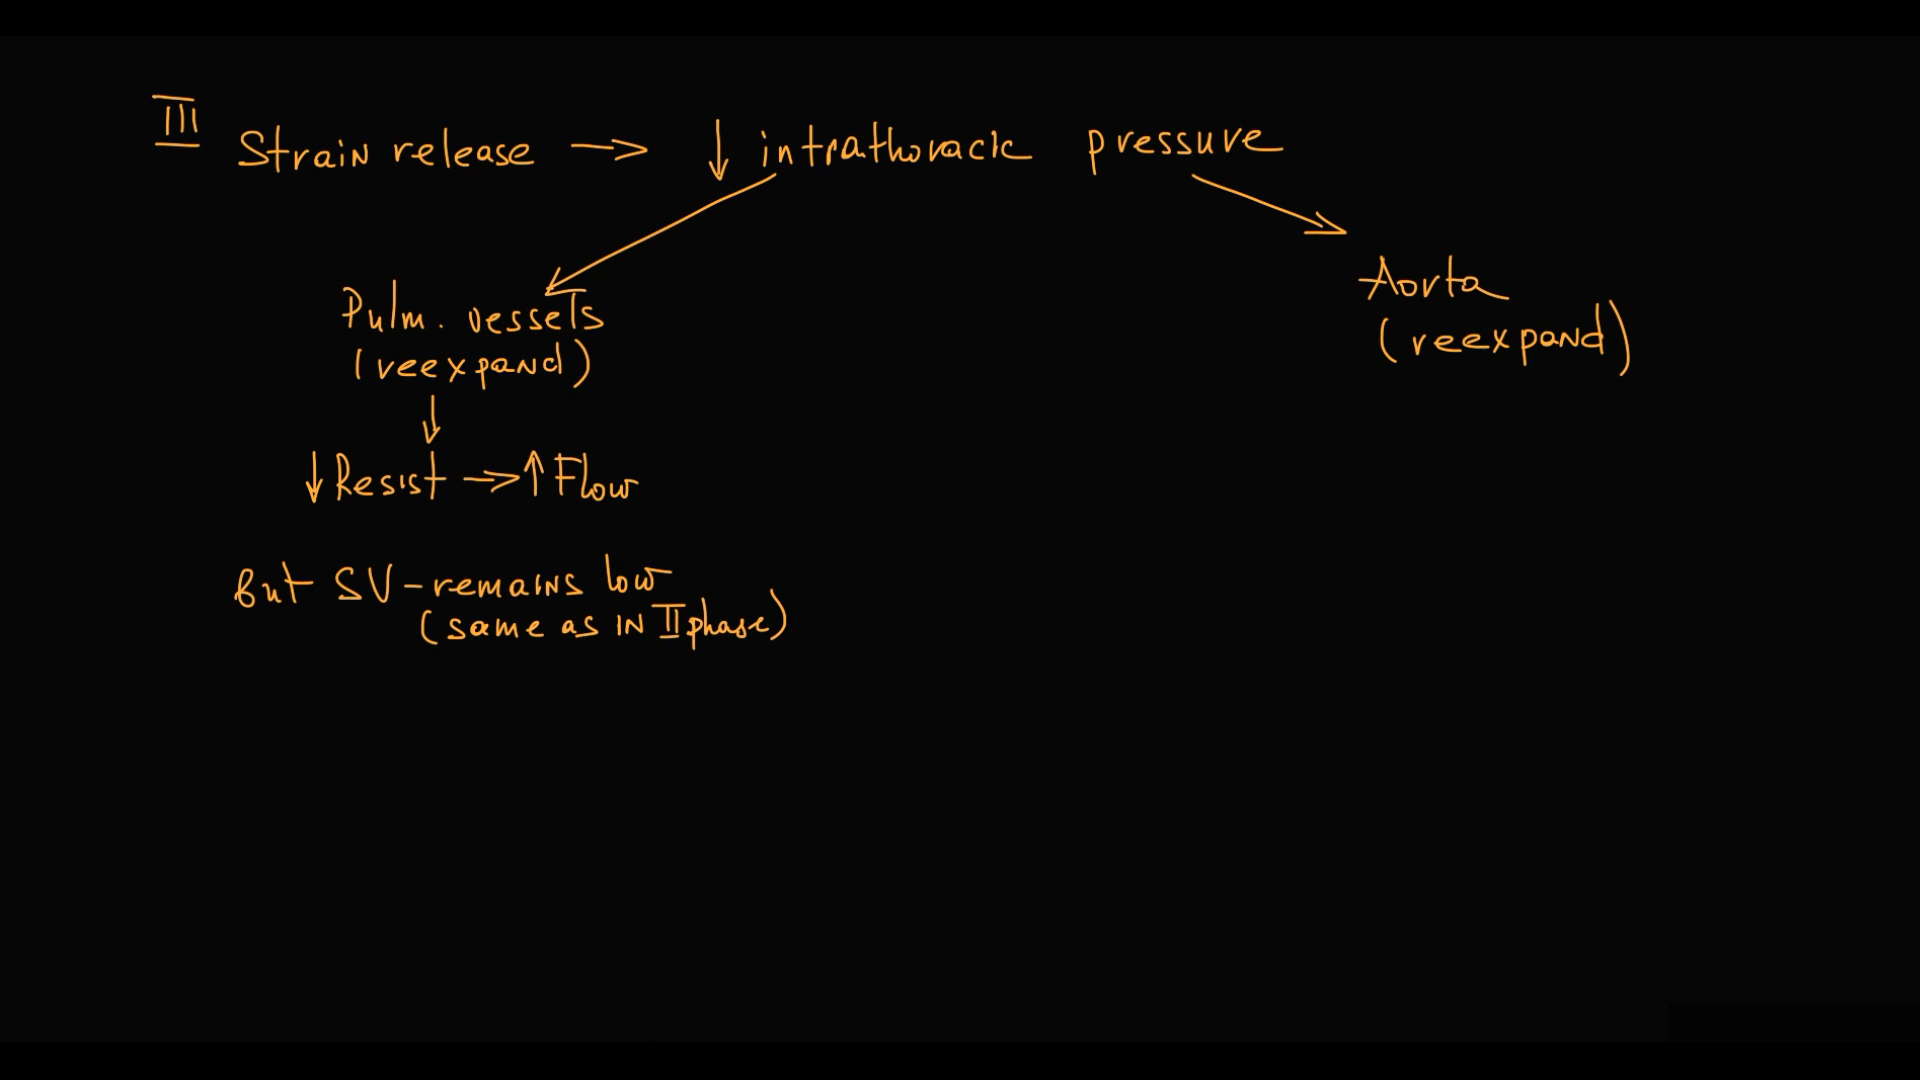 III Strain release → ↓ intrathoracic pressure
Pulm. vessels
(reexpand)
Aorta
(reexpand)
↓ Resist → ↑ Flow
But SV - remains low
(same as in II phase)